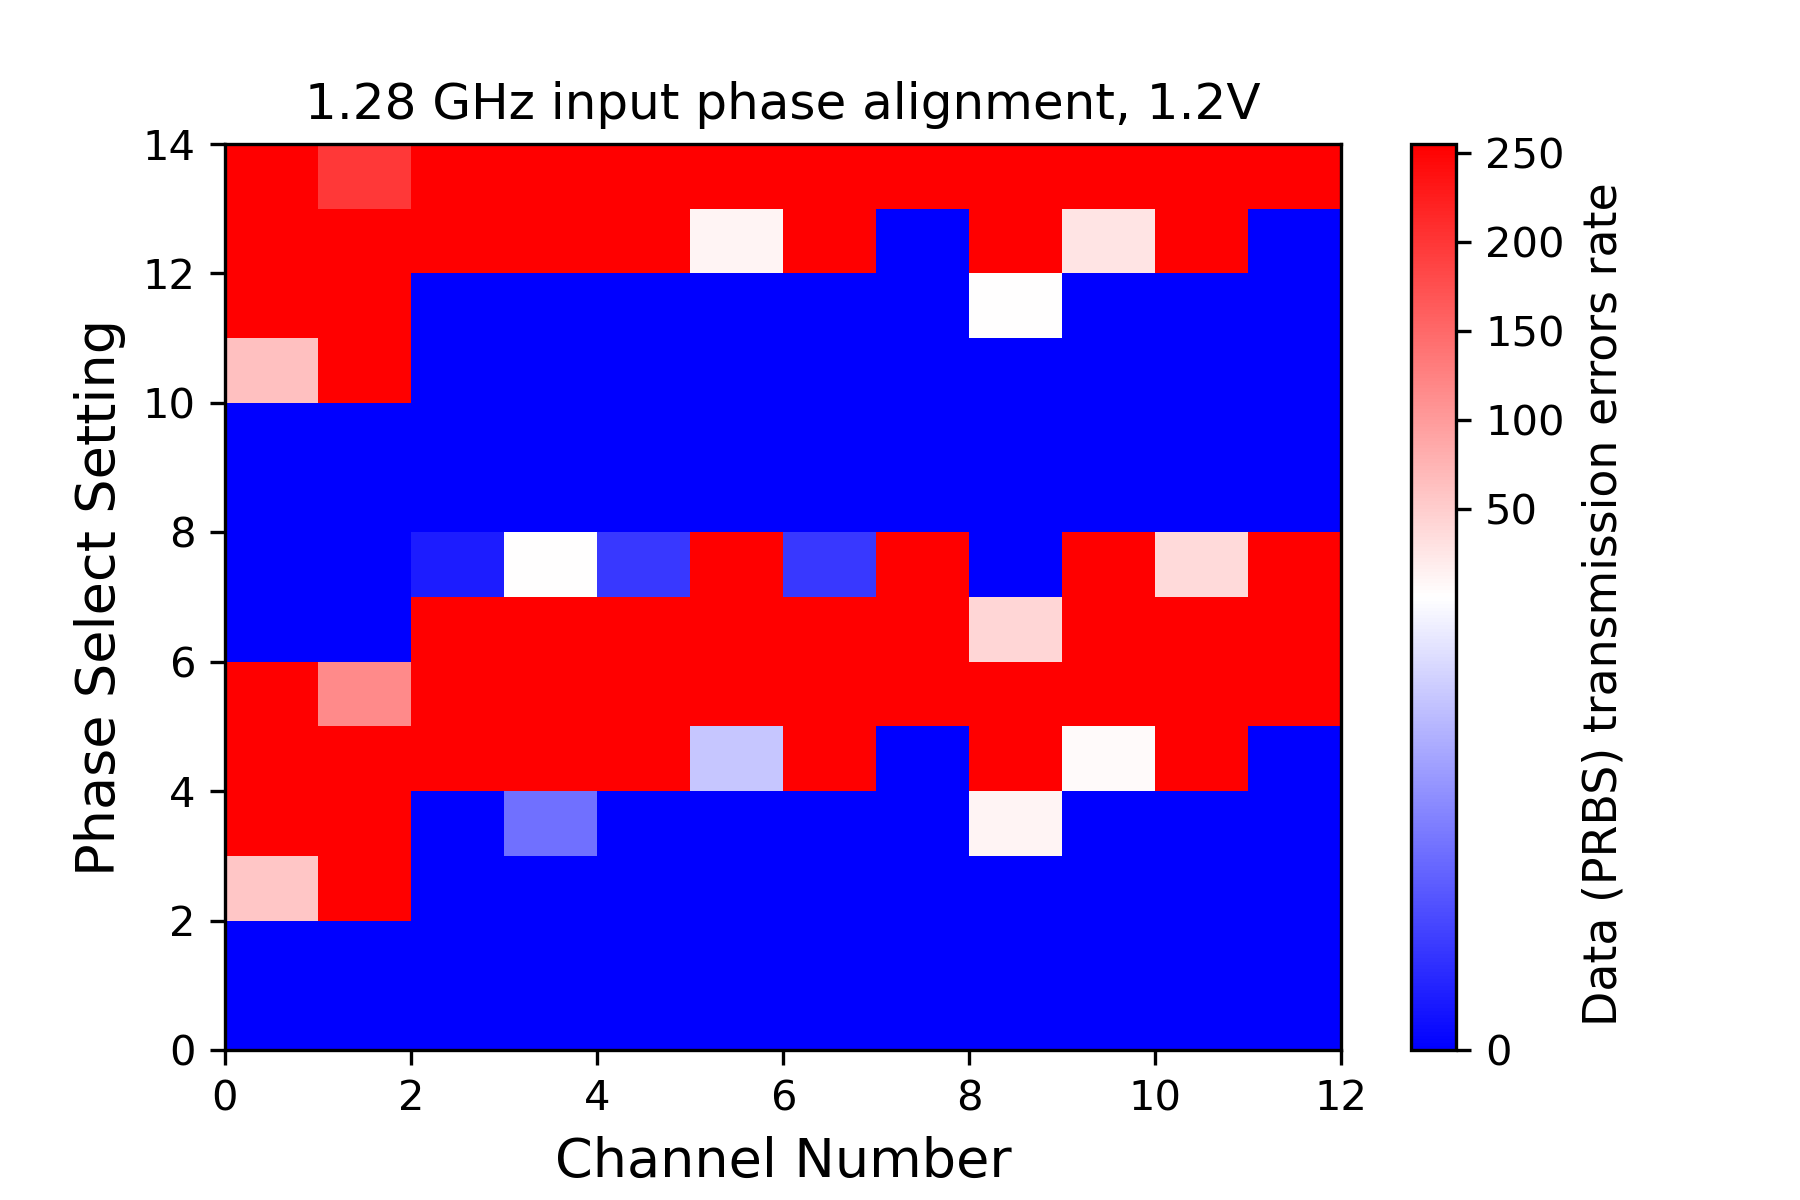 1.28 GHz input phase alignment, 1.2V
14
12
10
8
6
4
2
0
Phase Select Setting
0 2 4 6 8 10 12
Channel Number
250
200
150
100
50
0
Data (PRBS) transmission errors rate